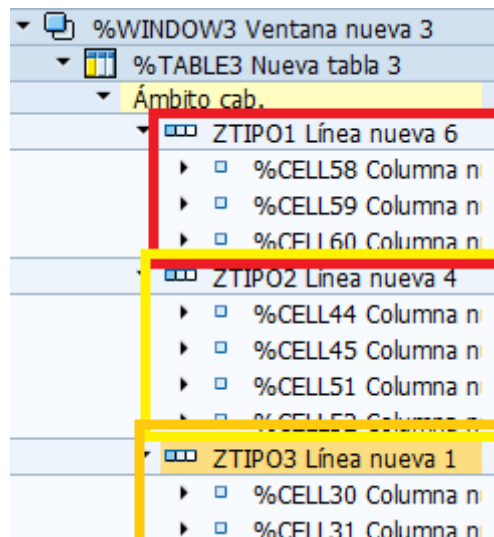 %WINDOW3 Ventana nueva 3
%TABLE3 Nueva tabla 3
Ámbito cab.
ZTIPO1 Línea nueva 6
%CELL58 Columna n
%CELL59 Columna n
%CELL60 Columna n
ZTIPO2 Línea nueva 4
%CELL44 Columna n
%CELL45 Columna n
%CELL51 Columna n
%CELL52 Columna n
ZTIPO3 Línea nueva 1
%CELL30 Columna n
%CELL31 Columna n